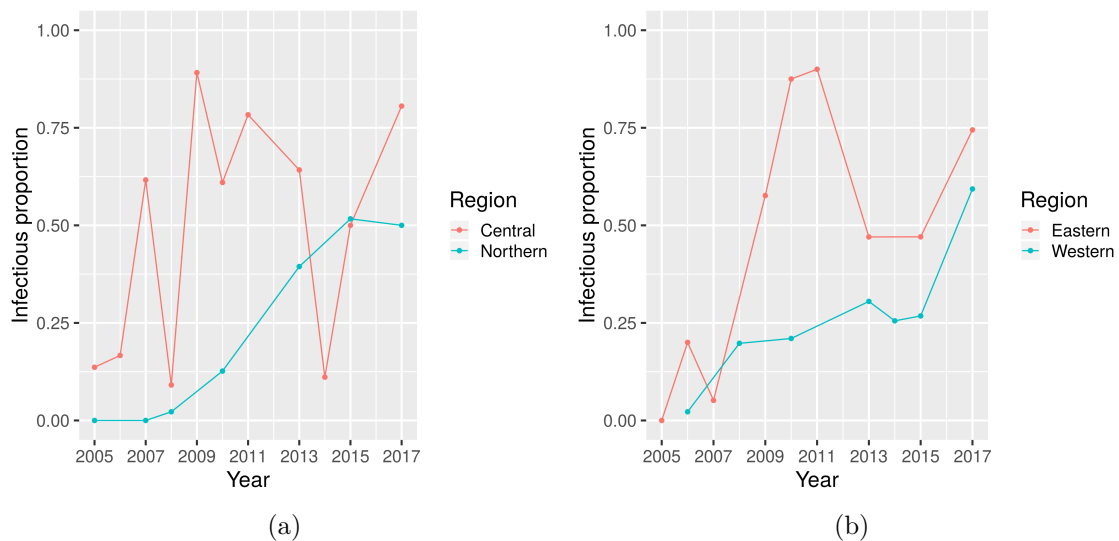 1.00
0.75
0.50
0.25
0.00
Infectious proportion
2005 2007 2009 2011 2013 2015 2017
Year
Region
Central
Northern
(a)
1.00
0.75
0.50
0.25
0.00
Infectious proportion
2005 2007 2009 2011 2013 2015 2017
Year
Region
Eastern
Western
(b)